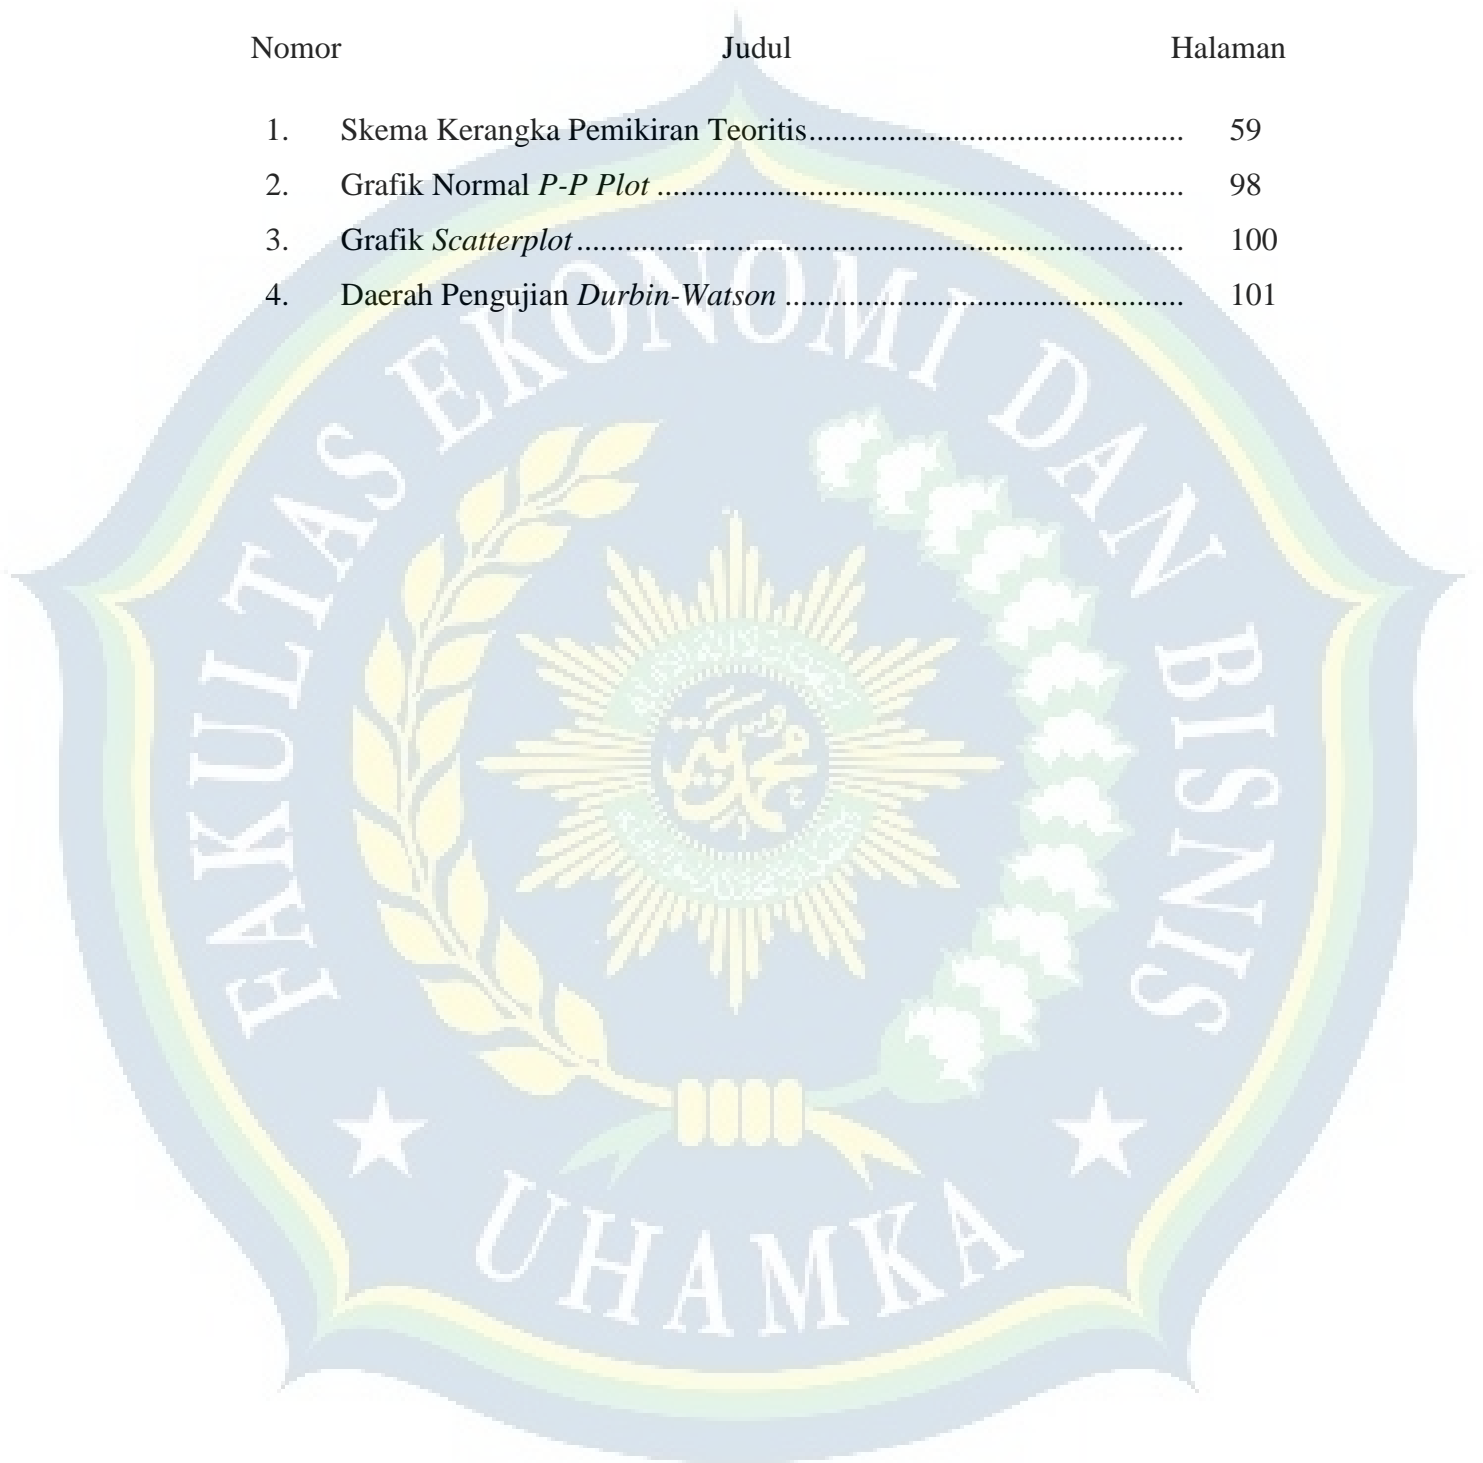 Nomor Judul Halaman
1. Skema Kerangka Pemikiran Teoritis................................................ 59
2. Grafik Normal P-P Plot .................................................................... 98
3. Grafik Scatterplot.............................................................................. 100
4. Daerah Pengujian Durbin-Watson ................................................... 101
FAKULTAS EKONOMI DAN BISNIS
محمدية
UHAMKA